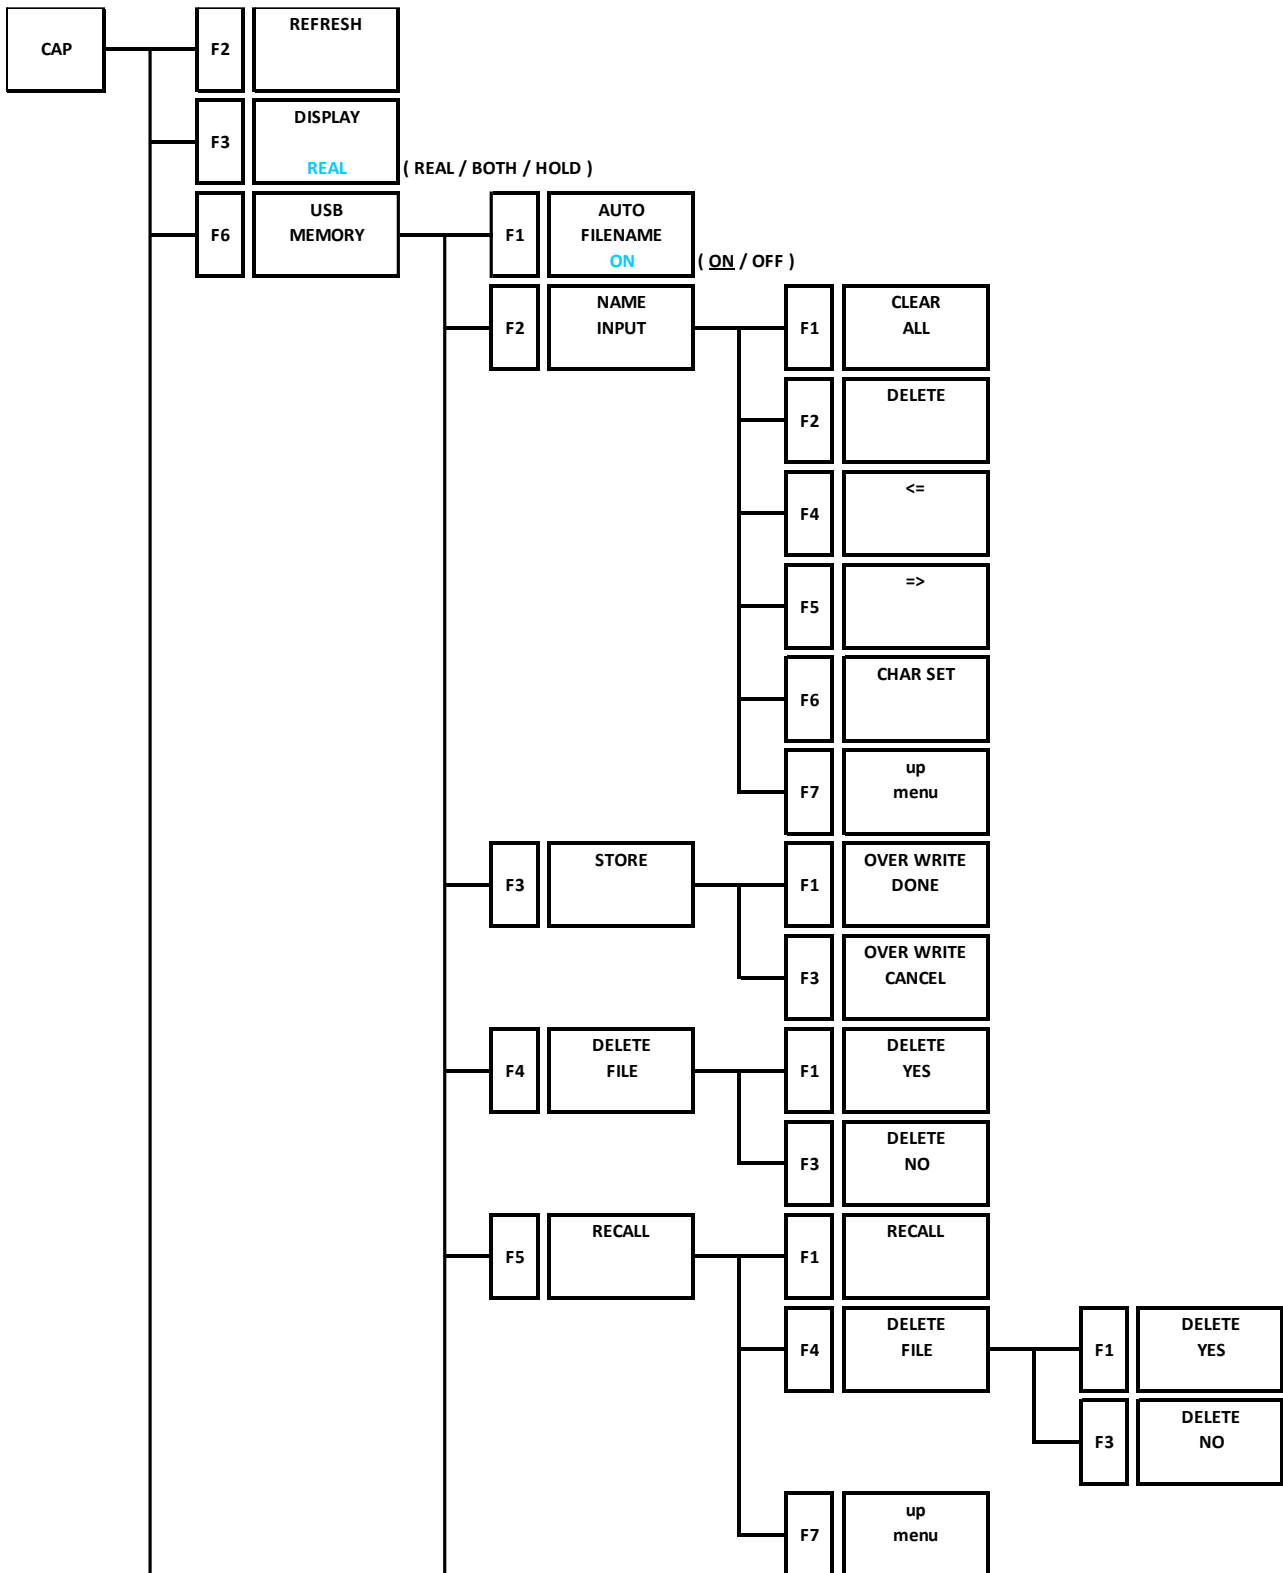 CAP
F2
REFRESH
F3
DISPLAY
REAL
( REAL / BOTH / HOLD )
F6
USB
MEMORY
F1
AUTO
FILENAME
ON
( ON / OFF )
F2
NAME
INPUT
F1
CLEAR
ALL
F2
DELETE
F4
<=
F5
=>
F6
CHAR SET
F7
up
menu
F3
STORE
F1
OVER WRITE
DONE
F3
OVER WRITE
CANCEL
F4
DELETE
FILE
F1
DELETE
YES
F3
DELETE
NO
F5
RECALL
F1
RECALL
F4
DELETE
FILE
F1
DELETE
YES
F3
DELETE
NO
F7
up
menu